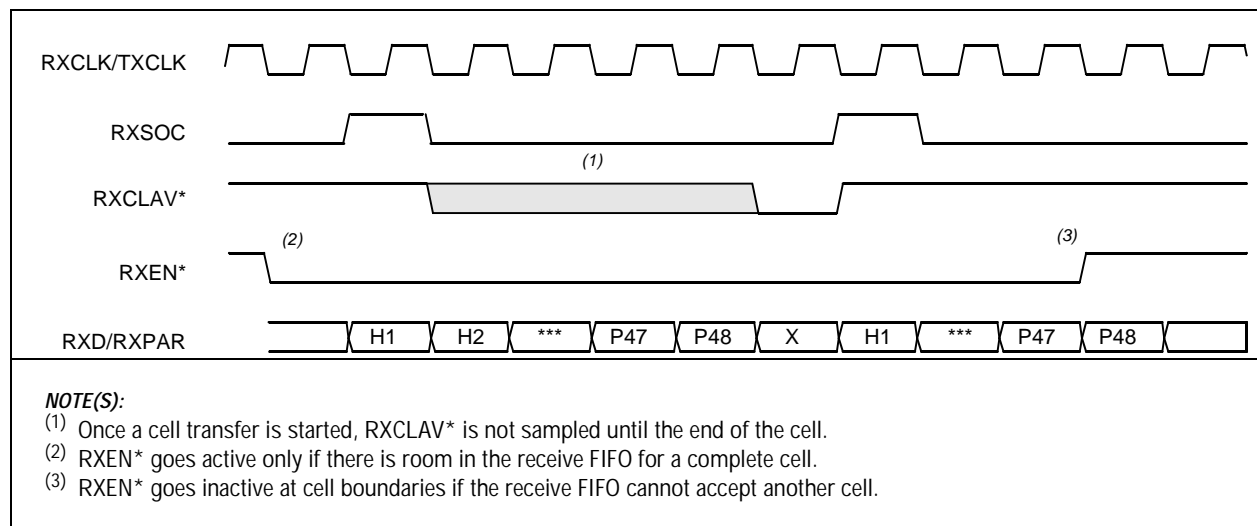 RXCLK/TXCLK
RXSOC
(1)
RXCLAV*
(2) (3)
RXEN*
RXD/RXPAR H1 H2 *** P47 P48 X H1 *** P47 P48
NOTE(S):
(1) Once a cell transfer is started, RXCLAV* is not sampled until the end of the cell.
(2) RXEN* goes active only if there is room in the receive FIFO for a complete cell.
(3) RXEN* goes inactive at cell boundaries if the receive FIFO cannot accept another cell.